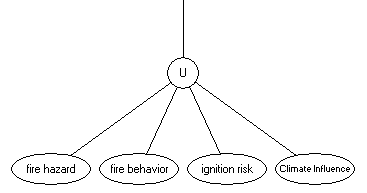 U
fire hazard
fire behavior
ignition risk
Climate Influence